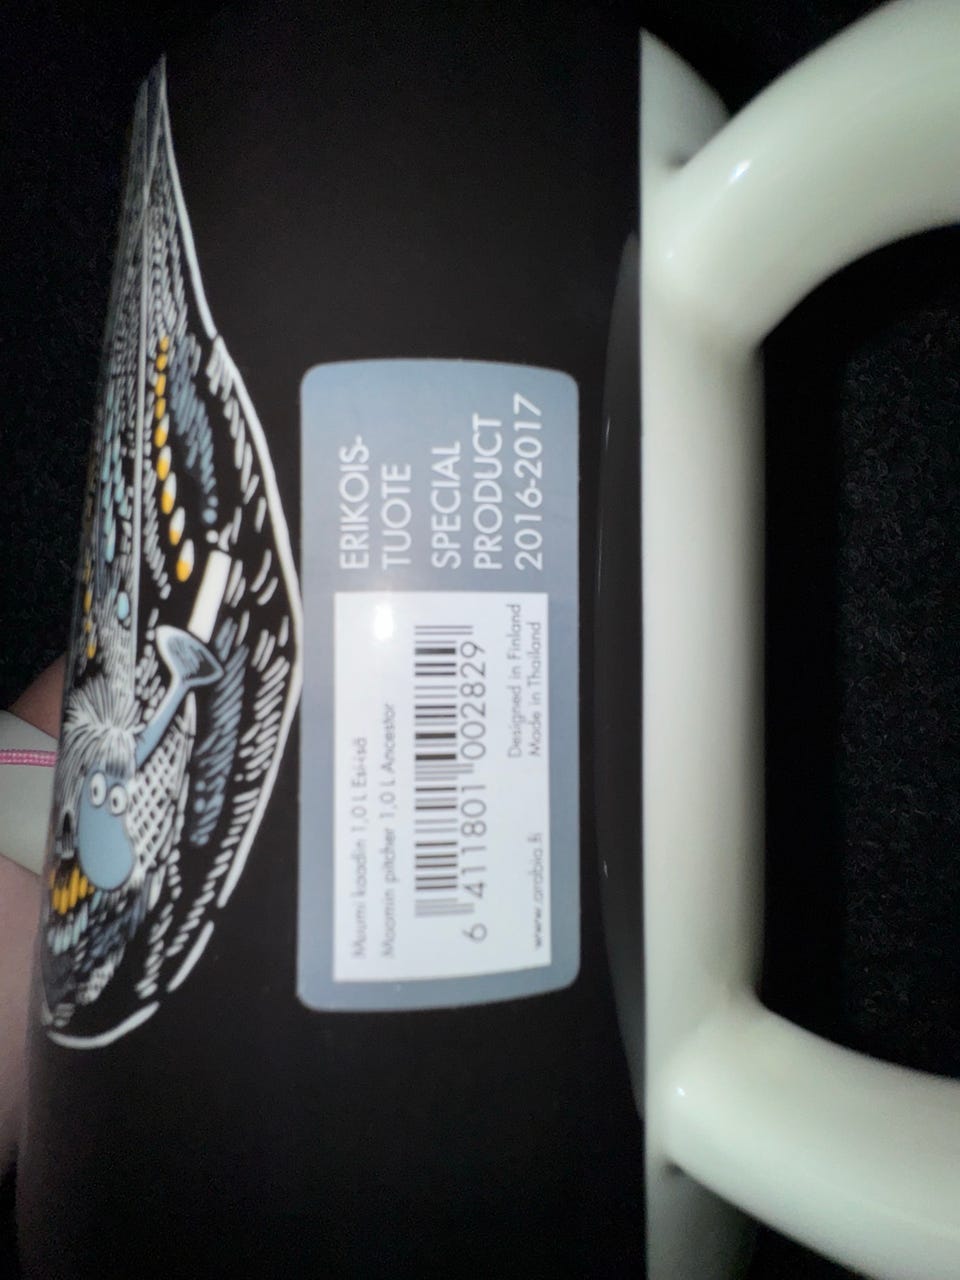 ERIKOIS-
TUOTE
SPECIAL
PRODUCT
2016-2017
Muumi kaadin 1,0 L Esi-isä
Moomin pitcher 1,0 L Ancestor
6 411801 002829
Designed in Finland
www.arabia.fi Made in Thailand